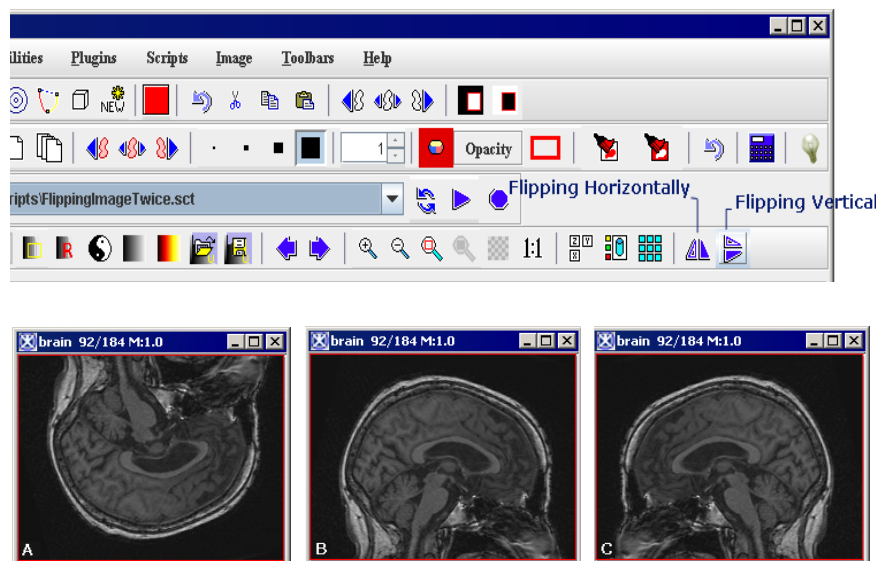 ilities Plugins Scripts Image Toolbars Help
NEW
1 Opacity
ripts\FlippingImageTwice.sct
Flipping Horizontally
Flipping Vertical
R 1:1 Z Y X
brain 92/184 M:1.0
brain 92/184 M:1.0
brain 92/184 M:1.0
A
B
C